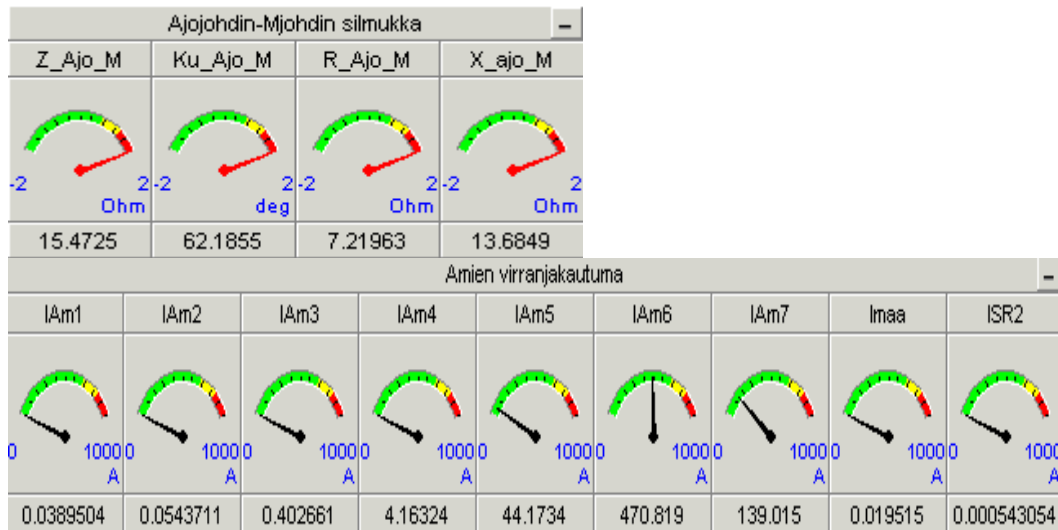 Ajojohdin-Mjohdin silmukka
Z_Ajo_M Ku_Ajo_M R_Ajo_M X_ajo_M
-2 2 -2 2 -2 2 -2 2
Ohm deg Ohm Ohm
15.4725 62.1855 7.21963 13.6849
Amien virranjakautuma
IAm1 IAm2 IAm3 IAm4 IAm5 IAm6 IAm7 Imaa ISR2
0 1000 0 1000 0 1000 0 1000 0 1000 0 1000 0 1000 0 1000 0 1000
A A A A A A A A A
0.0389504 0.0543711 0.402661 4.16324 44.1734 470.819 139.015 0.019515 0.000543054